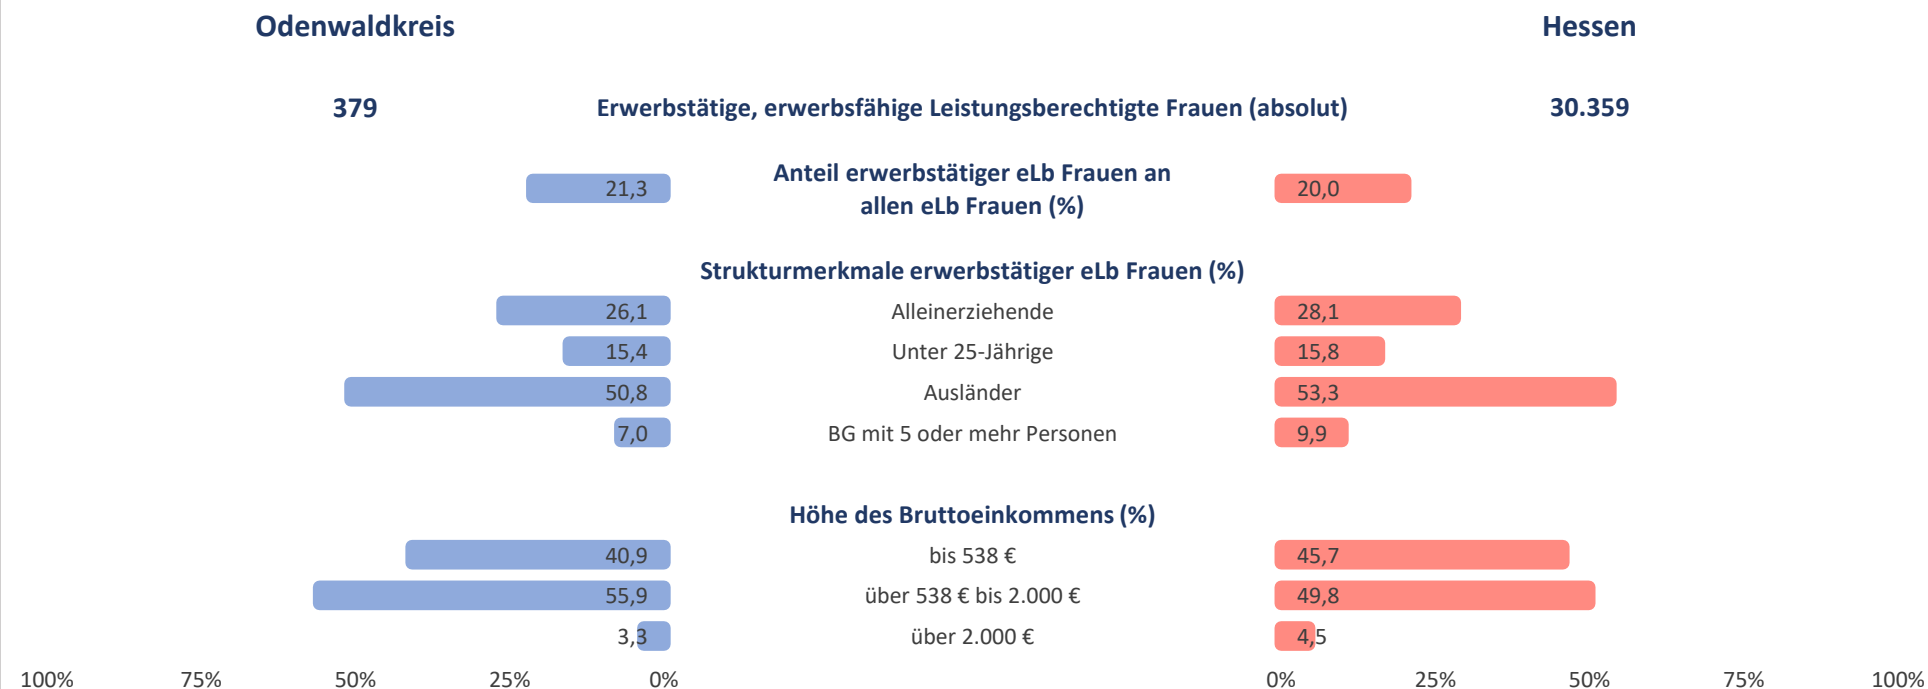 Odenwaldkreis Hessen
379 Erwerbstätige, erwerbsfähige Leistungsberechtigte Frauen (absolut) 30.359
Anteil erwerbstätiger eLb Frauen an
21,3 20,0
allen eLb Frauen (%)
Strukturmerkmale erwerbstätiger eLb Frauen (%)
26,1 Alleinerziehende 28,1
15,4 Unter 25-Jährige 15,8
50,8 Ausländer 53,3
7,0 BG mit 5 oder mehr Personen 9,9
Höhe des Bruttoeinkommens (%)
40,9 bis 538 € 45,7
55,9 über 538 € bis 2.000 € 49,8
3,3 über 2.000 € 4,5
100% 75% 50% 25% 0% 0% 25% 50% 75% 100%